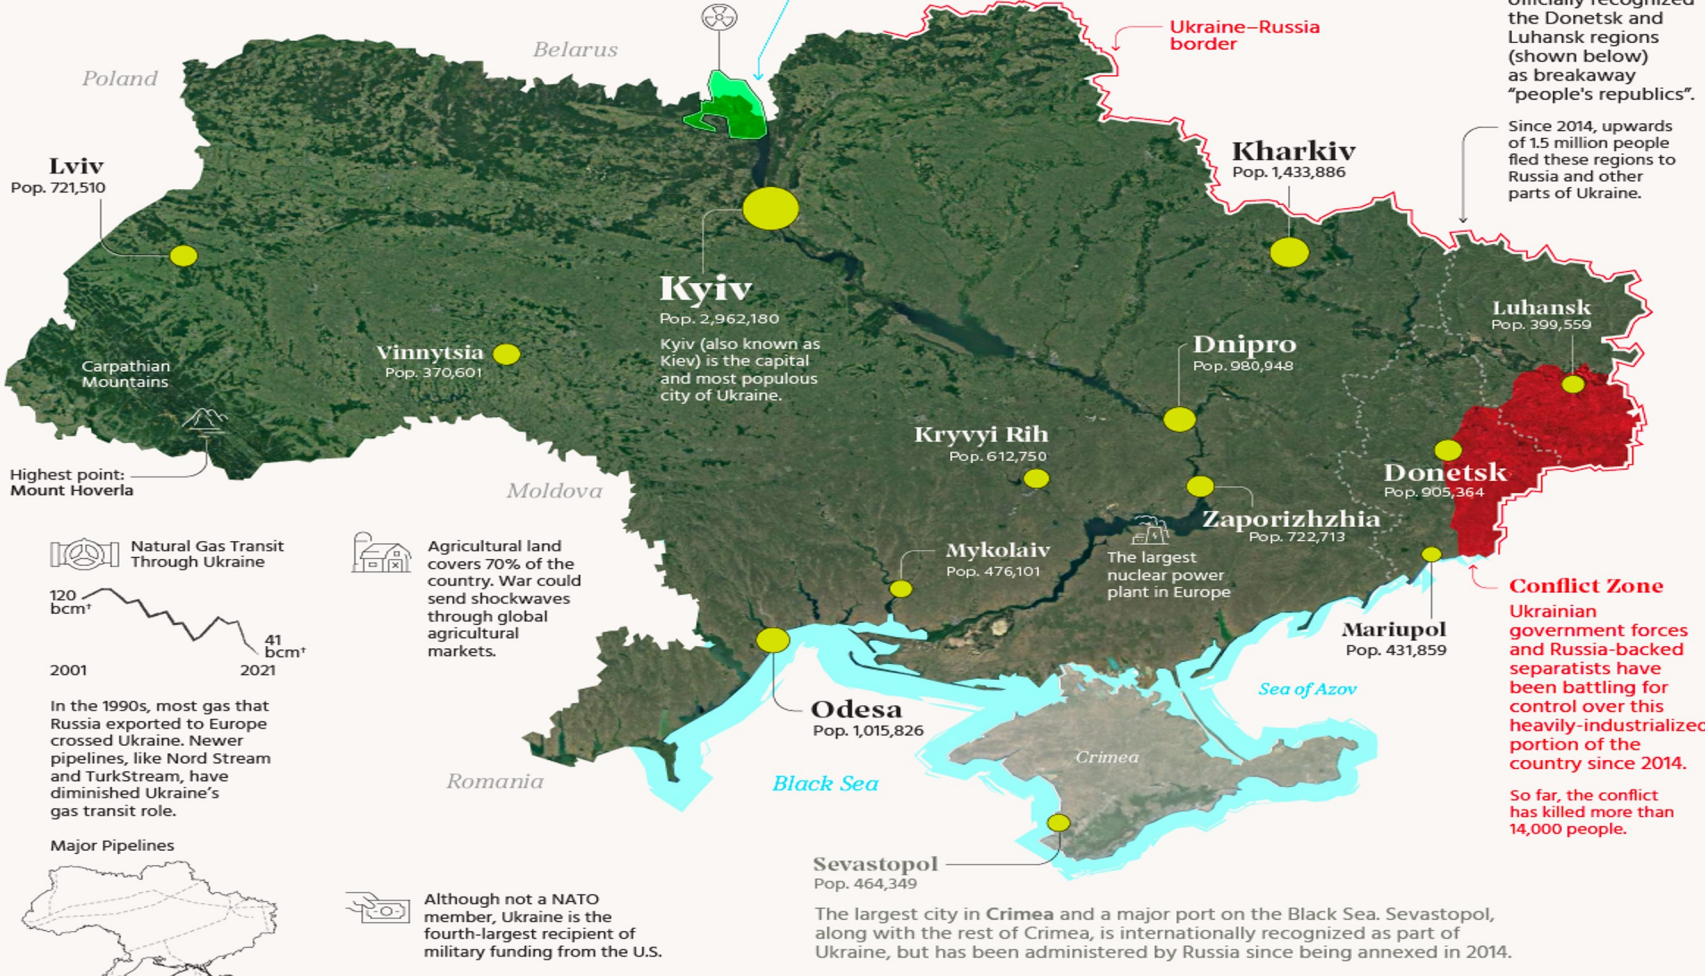 officially recognized
the Donetsk and
Luhansk regions
(shown below)
as breakaway
“people's republics”.
Ukraine–Russia
border
Belarus
Poland
Since 2014, upwards
of 1.5 million people
fled these regions to
Russia and other
parts of Ukraine.
Kharkiv
Pop. 1,433,886
Lviv
Pop. 721,510
Kyiv
Pop. 2,962,180
Kyiv (also known as
Kiev) is the capital
and most populous
city of Ukraine.
Luhansk
Pop. 399,559
Dnipro
Pop. 980,948
Vinnytsia
Pop. 370,601
Carpathian
Mountains
Kryvyi Rih
Pop. 612,750
Donetsk
Pop. 905,364
Highest point:
Mount Hoverla
Moldova
Zaporizhzhia
Pop. 722,713
Mykolaiv
Pop. 476,101
The largest
nuclear power
plant in Europe
Natural Gas Transit
Through Ukraine
120
bcm†
41
bcm†
2001
2021
Agricultural land
covers 70% of the
country. War could
send shockwaves
through global
agricultural
markets.
Conflict Zone
Ukrainian
government forces
and Russia-backed
separatists have
been battling for
control over this
heavily-industrialized
portion of the
country since 2014.
So far, the conflict
has killed more than
14,000 people.
Mariupol
Pop. 431,859
Sea of Azov
Odesa
Pop. 1,015,826
In the 1990s, most gas that
Russia exported to Europe
crossed Ukraine. Newer
pipelines, like Nord Stream
and TurkStream, have
diminished Ukraine’s
gas transit role.
Crimea
Romania
Black Sea
Major Pipelines
Sevastopol
Pop. 464,349
The largest city in Crimea and a major port on the Black Sea. Sevastopol,
along with the rest of Crimea, is internationally recognized as part of
Ukraine, but has been administered by Russia since being annexed in 2014.
Although not a NATO
member, Ukraine is the
fourth-largest recipient of
military funding from the U.S.